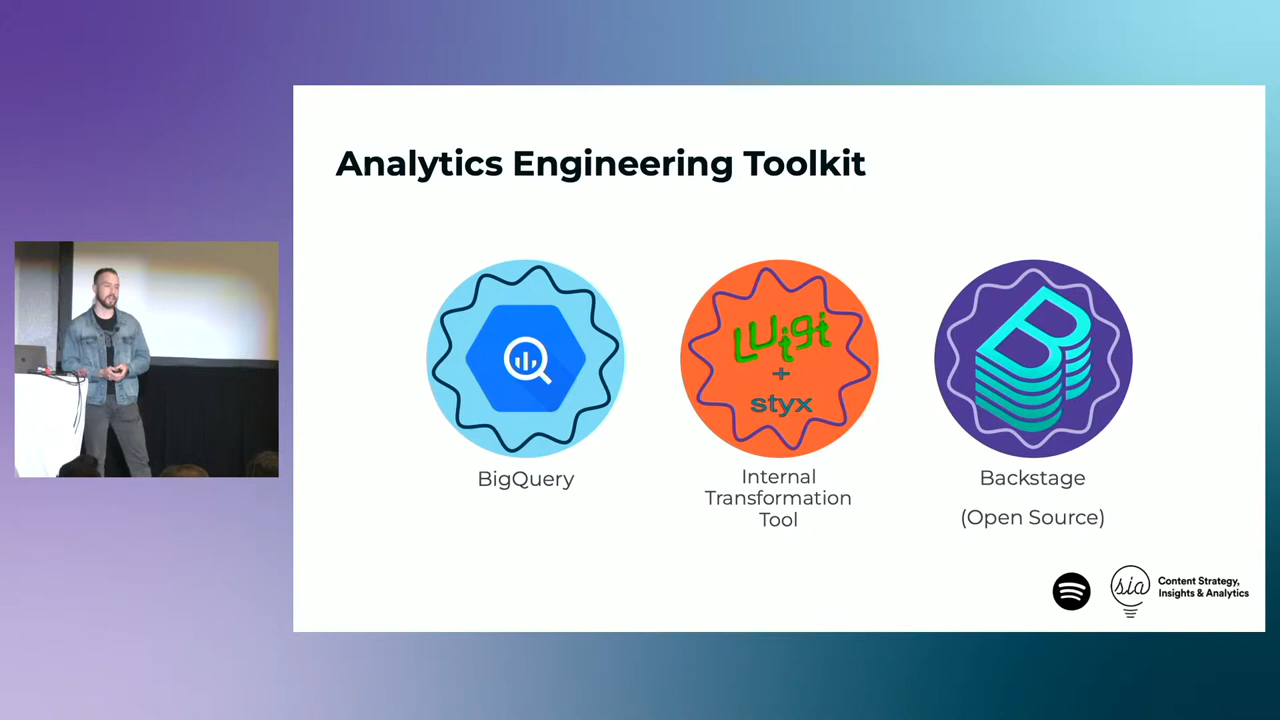 Analytics Engineering Toolkit
Luigi
+
styx
BigQuery
Internal
Transformation
Tool
Backstage
(Open Source)
sia
Content Strategy,
Insights & Analytics